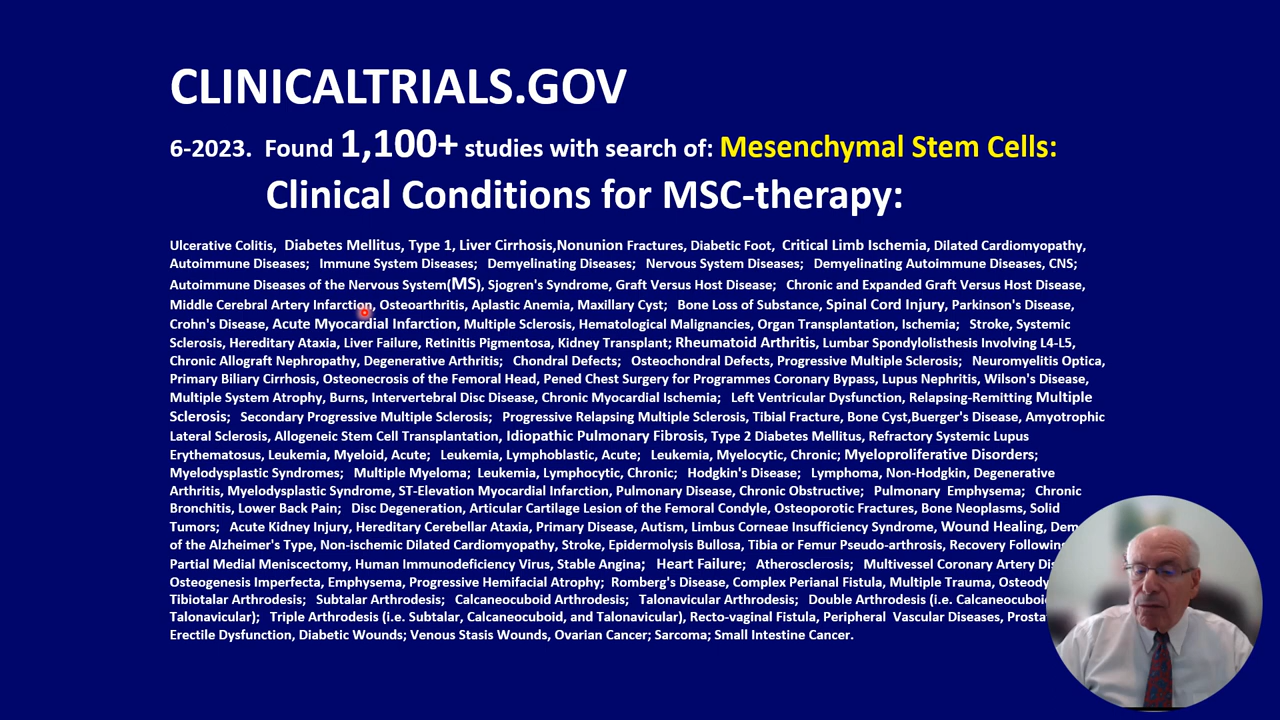 CLINICALTRIALS.GOV
6-2023. Found 1,100+ studies with search of: Mesenchymal Stem Cells:
Clinical Conditions for MSC-therapy:
Ulcerative Colitis, Diabetes Mellitus, Type 1, Liver Cirrhosis,Nonunion Fractures, Diabetic Foot, Critical Limb Ischemia, Dilated Cardiomyopathy,
Autoimmune Diseases; Immune System Diseases; Demyelinating Diseases; Nervous System Diseases; Demyelinating Autoimmune Diseases, CNS;
Autoimmune Diseases of the Nervous System(MS), Sjogren's Syndrome, Graft Versus Host Disease; Chronic and Expanded Graft Versus Host Disease,
Middle Cerebral Artery Infarction, Osteoarthritis, Aplastic Anemia, Maxillary Cyst; Bone Loss of Substance, Spinal Cord Injury, Parkinson's Disease,
Crohn's Disease, Acute Myocardial Infarction, Multiple Sclerosis, Hematological Malignancies, Organ Transplantation, Ischemia; Stroke, Systemic
Sclerosis, Hereditary Ataxia, Liver Failure, Retinitis Pigmentosa, Kidney Transplant; Rheumatoid Arthritis, Lumbar Spondylolisthesis Involving L4-L5,
Chronic Allograft Nephropathy, Degenerative Arthritis; Chondral Defects; Osteochondral Defects, Progressive Multiple Sclerosis; Neuromyelitis Optica,
Primary Biliary Cirrhosis, Osteonecrosis of the Femoral Head, Pened Chest Surgery for Programmes Coronary Bypass, Lupus Nephritis, Wilson's Disease,
Multiple System Atrophy, Burns, Intervertebral Disc Disease, Chronic Myocardial Ischemia; Left Ventricular Dysfunction, Relapsing-Remitting Multiple
Sclerosis; Secondary Progressive Multiple Sclerosis; Progressive Relapsing Multiple Sclerosis, Tibial Fracture, Bone Cyst,Buerger's Disease, Amyotrophic
Lateral Sclerosis, Allogeneic Stem Cell Transplantation, Idiopathic Pulmonary Fibrosis, Type 2 Diabetes Mellitus, Refractory Systemic Lupus
Erythematosus, Leukemia, Myeloid, Acute; Leukemia, Lymphoblastic, Acute; Leukemia, Myelocytic, Chronic; Myeloproliferative Disorders;
Myelodysplastic Syndromes; Multiple Myeloma; Leukemia, Lymphocytic, Chronic; Hodgkin's Disease; Lymphoma, Non-Hodgkin, Degenerative
Arthritis, Myelodysplastic Syndrome, ST-Elevation Myocardial Infarction, Pulmonary Disease, Chronic Obstructive; Pulmonary Emphysema; Chronic
Bronchitis, Lower Back Pain; Disc Degeneration, Articular Cartilage Lesion of the Femoral Condyle, Osteoporotic Fractures, Bone Neoplasms, Solid
Tumors; Acute Kidney Injury, Hereditary Cerebellar Ataxia, Primary Disease, Autism, Limbus Corneae Insufficiency Syndrome, Wound Healing,
of the Alzheimer's Type, Non-ischemic Dilated Cardiomyopathy, Stroke, Epidermolysis Bullosa, Tibia or Femur Pseudo-arthrosis, Recovery
Partial Medial Meniscectomy, Human Immunodeficiency Virus, Stable Angina; Heart Failure; Atherosclerosis; Multivessel Coronary Artery
Osteogenesis Imperfecta, Emphysema, Progressive Hemifacial Atrophy; Romberg's Disease, Complex Perianal Fistula, Multiple Trauma,
Tibiotalar Arthrodesis; Subtalar Arthrodesis; Calcaneocuboid Arthrodesis; Talonavicular Arthrodesis; Double Arthrodesis (i.e. Calcaneocuboid
Talonavicular); Triple Arthrodesis (i.e. Subtalar, Calcaneocuboid, and Talonavicular), Recto-vaginal Fistula, Peripheral Vascular Diseases,
Erectile Dysfunction, Diabetic Wounds; Venous Stasis Wounds, Ovarian Cancer; Sarcoma; Small Intestine Cancer.